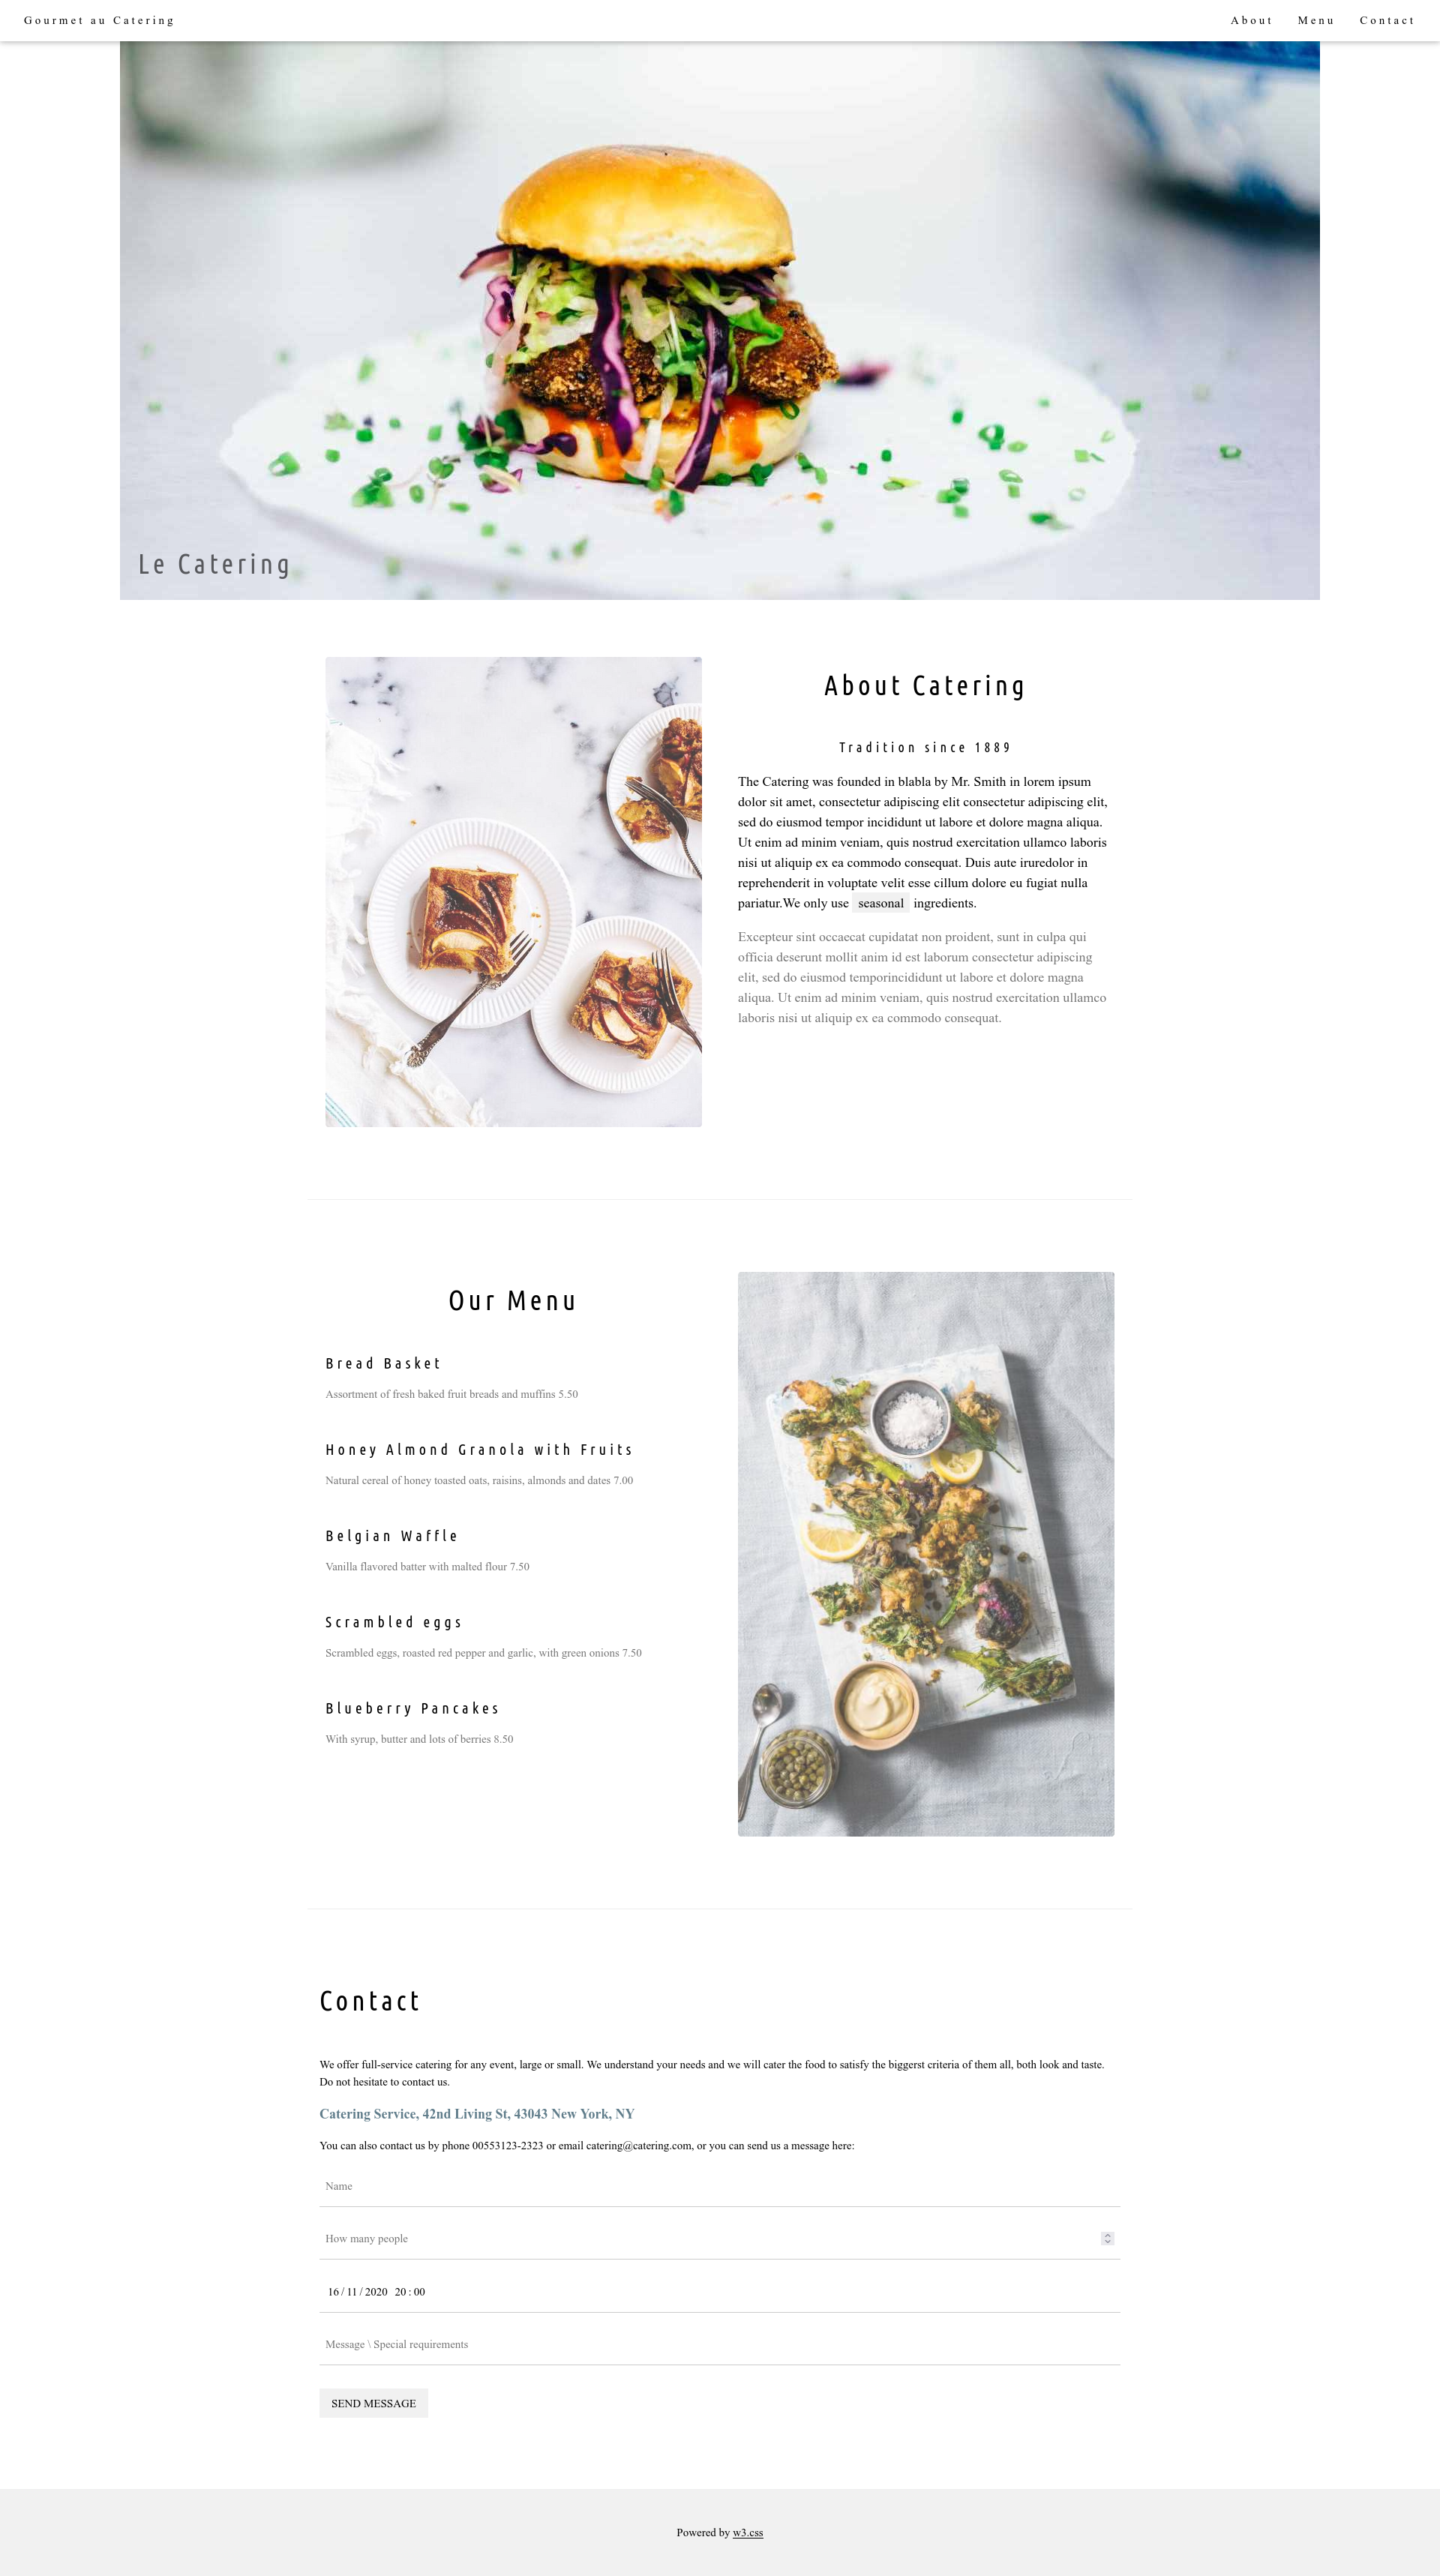 Gourmet au Catering
About Menu Contact
Le Catering
About Catering
Tradition since 1889
The Catering was founded in blabla by Mr. Smith in lorem ipsum
dolor sit amet, consectetur adipiscing elit consectetur adipiscing elit,
sed do eiusmod tempor incididunt ut labore et dolore magna aliqua.
Ut enim ad minim veniam, quis nostrud exercitation ullamco laboris
nisi ut aliquip ex ea commodo consequat. Duis aute iruredolor in
reprehenderit in voluptate velit esse cillum dolore eu fugiat nulla
pariatur.We only use seasonal ingredients.
Excepteur sint occaecat cupidatat non proident, sunt in culpa qui
officia deserunt mollit anim id est laborum consectetur adipiscing
elit, sed do eiusmod temporincididunt ut labore et dolore magna
aliqua. Ut enim ad minim veniam, quis nostrud exercitation ullamco
laboris nisi ut aliquip ex ea commodo consequat.
Our Menu
Bread Basket
Assortment of fresh baked fruit breads and muffins 5.50
Honey Almond Granola with Fruits
Natural cereal of honey toasted oats, raisins, almonds and dates 7.00
Belgian Waffle
Vanilla flavored batter with malted flour 7.50
Scrambled eggs
Scrambled eggs, roasted red pepper and garlic, with green onions 7.50
Blueberry Pancakes
With syrup, butter and lots of berries 8.50
Contact
We offer full-service catering for any event, large or small. We understand your needs and we will cater the food to satisfy the biggerst criteria of them all, both look and taste.
Do not hesitate to contact us.
Catering Service, 42nd Living St, 43043 New York, NY
You can also contact us by phone 00553123-2323 or email catering@catering.com, or you can send us a message here:
Name
How many people
16 / 11 / 2020 20 : 00
Message \ Special requirements
SEND MESSAGE
Powered by w3.css